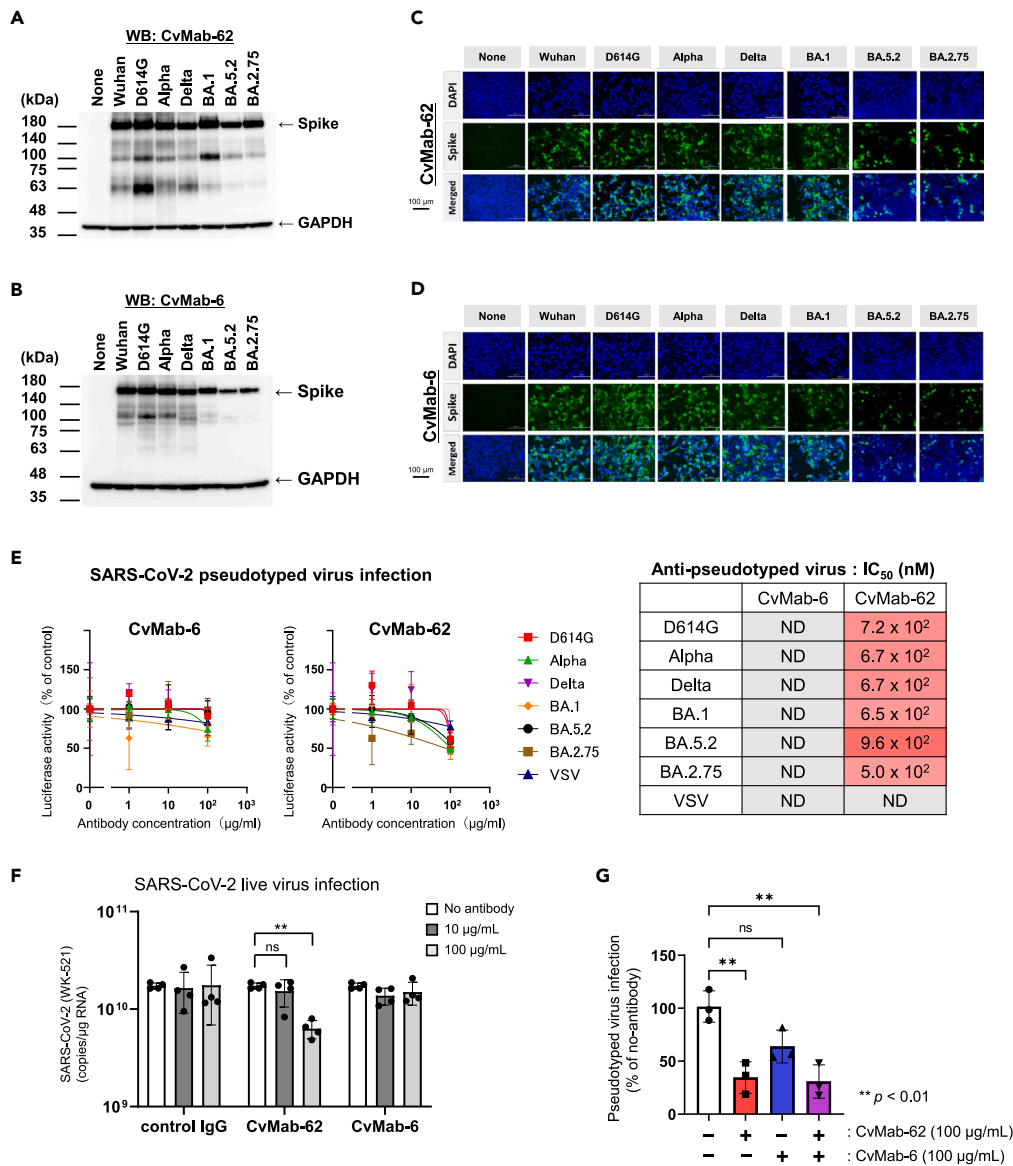 A
WB: CvMab-62
(kDa)
None
Wuhan
D614G
Alpha
Delta
BA.1
BA.5.2
BA.2.75
180
140
100
75
63
48
35
← Spike
← GAPDH
B
WB: CvMab-6
(kDa)
None
Wuhan
D614G
Alpha
Delta
BA.1
BA.5.2
BA.2.75
180
140
100
75
63
48
35
← Spike
← GAPDH
C
None Wuhan D614G Alpha Delta BA.1 BA.5.2 BA.2.75
CvMab-62
DAPI
Spike
Merged
100 µm
D
None Wuhan D614G Alpha Delta BA.1 BA.5.2 BA.2.75
CvMab-6
DAPI
Spike
Merged
100 µm
E
SARS-CoV-2 pseudotyped virus infection
CvMab-6
Luciferase activity (% of control)
150
100
50
0
0 1 10 10² 10³
Antibody concentration (µg/ml)
CvMab-62
Luciferase activity (% of control)
150
100
50
0
0 1 10 10² 10³
Antibody concentration (µg/ml)
D614G
Alpha
Delta
BA.1
BA.5.2
BA.2.75
VSV
Anti-pseudotyped virus : IC₅₀ (nM)
CvMab-6 CvMab-62
D614G ND 7.2 x 10²
Alpha ND 6.7 x 10²
Delta ND 6.7 x 10²
BA.1 ND 6.5 x 10²
BA.5.2 ND 9.6 x 10²
BA.2.75 ND 5.0 x 10²
VSV ND ND
F
SARS-CoV-2 live virus infection
SARS-CoV-2 (WK-521)
(copies/µg RNA)
10¹¹
10¹⁰
10⁹
**
ns
No antibody
10 µg/mL
100 µg/mL
control IgG CvMab-62 CvMab-6
G
Pseudotyped virus infection
(% of no-antibody)
150
100
50
0
**
ns
**
** p < 0.01
− + − + : CvMab-62 (100 µg/mL)
− − + + : CvMab-6 (100 µg/mL)